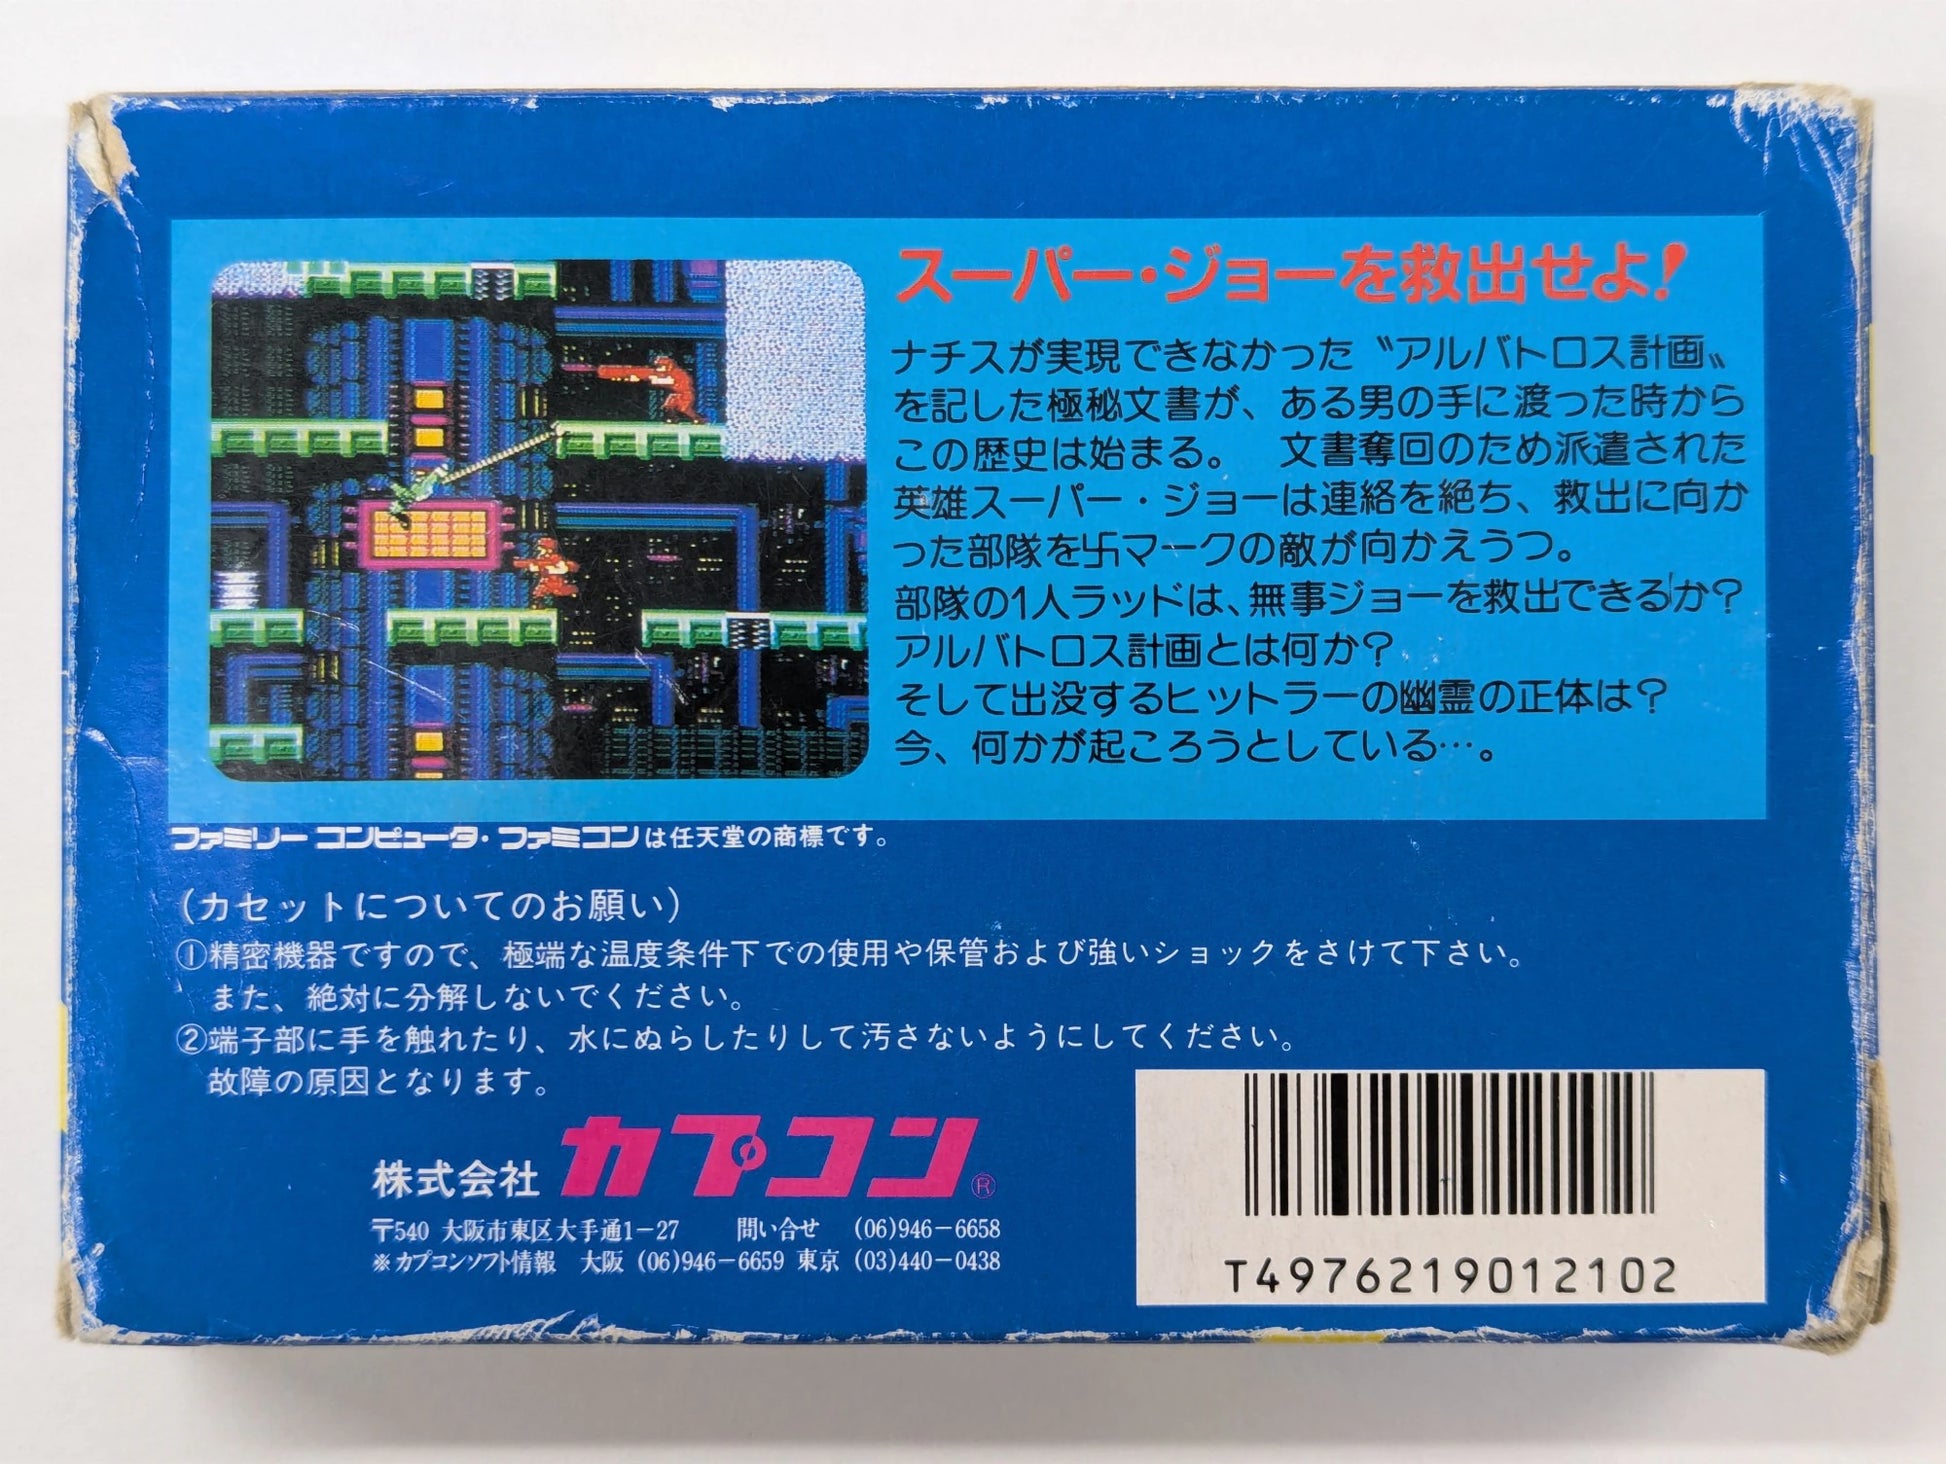 スーパー・ジョーを救出せよ!
ナチスが実現できなかった〝アルバトロス計画〟
を記した極秘文書が、ある男の手に渡った時から
この歴史は始まる。 文書奪回のため派遣された
英雄スーパー・ジョーは連絡を絶ち、救出に向か
った部隊を卐マークの敵が向かえうつ。
部隊の1人ラッドは、無事ジョーを救出できるか?
アルバトロス計画とは何か?
そして出没するヒットラーの幽霊の正体は?
今、何かが起ころうとしている…。
ファミリーコンピュータ・ファミコンは任天堂の商標です。
(カセットについてのお願い)
①精密機器ですので、極端な温度条件下での使用や保管および強いショックをさけて下さい。
また、絶対に分解しないでください。
②端子部に手を触れたり、水にぬらしたりして汚さないようにしてください。
故障の原因となります。
株式会社 カプコン®
〒540 大阪市東区大手通1-27 問い合せ (06)946-6658
※カプコンソフト情報 大阪 (06)946-6659 東京 (03)440-0438
T4976219012102